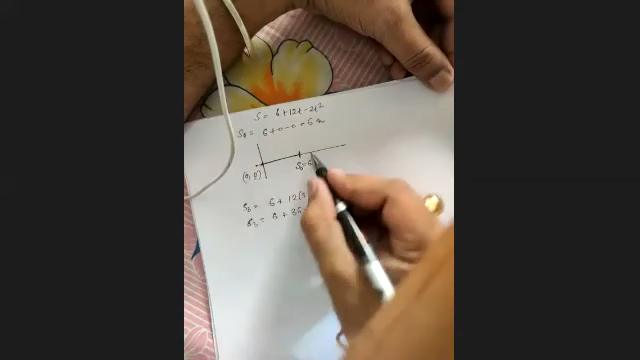 S = 6 + 12t - 2t²
S₀ = 6 + 0 - 0 = 6 m
(0, 0) S₀ = 6
S₃ = 6 + 12(3
S₃ = 6 + 36